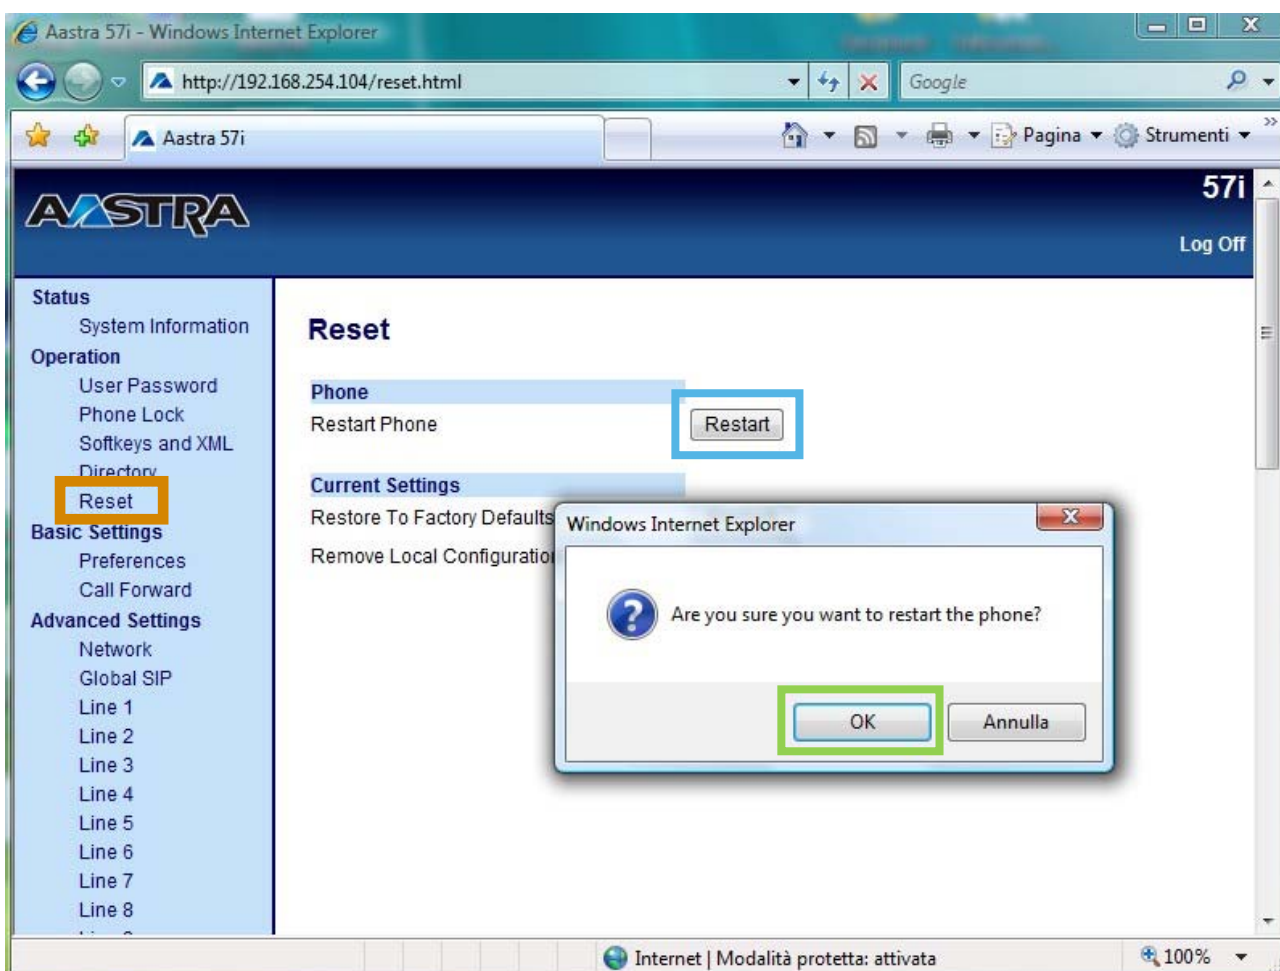 Aastra 57i - Windows Internet Explorer
http://192.168.254.104/reset.html
Google
Aastra 57i
Pagina
Strumenti
AASTRA
57i
Log Off
Status
System Information
Operation
User Password
Phone Lock
Softkeys and XML
Directory
Reset
Basic Settings
Preferences
Call Forward
Advanced Settings
Network
Global SIP
Line 1
Line 2
Line 3
Line 4
Line 5
Line 6
Line 7
Line 8
Reset
Phone
Restart Phone
Restart
Current Settings
Restore To Factory Defaults
Remove Local Configuratio
Windows Internet Explorer
Are you sure you want to restart the phone?
OK
Annulla
Internet | Modalità protetta: attivata
100%